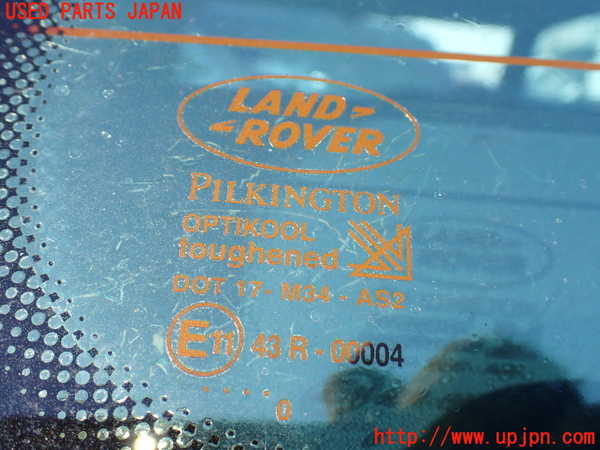 USED PARTS JAPAN
LAND
ROVER
PILKINGTON
OPTIKOOL
toughened
DOT 17-M34-AS2
E11 43 R-00004
.... 0
http://www.upjpn.com/